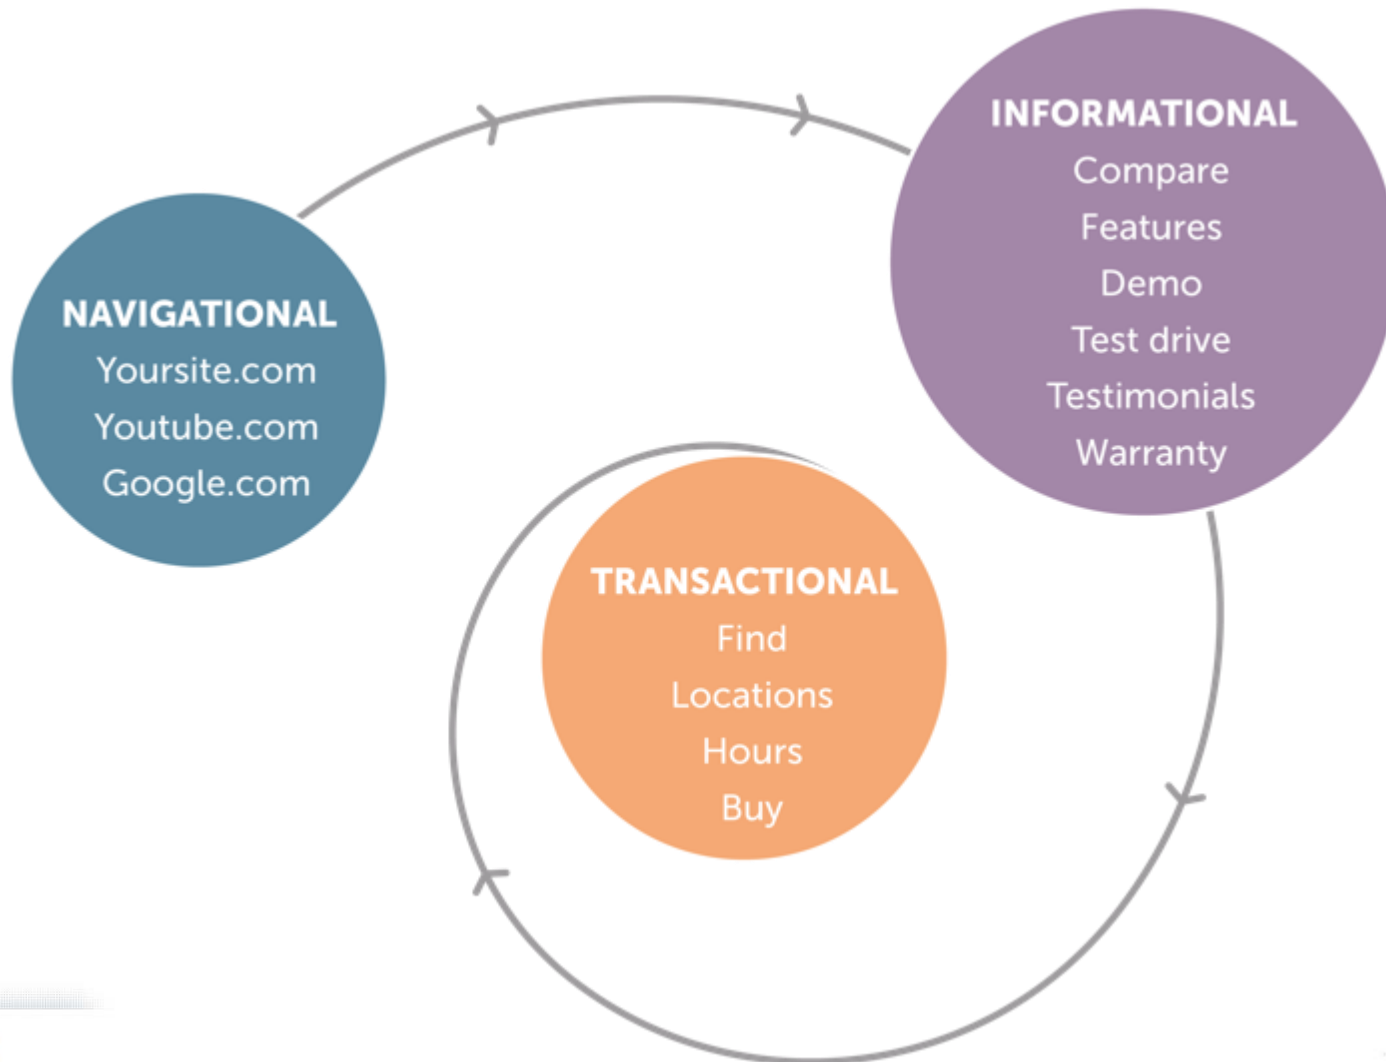 NAVIGATIONAL
Yoursite.com
Youtube.com
Google.com
INFORMATIONAL
Compare
Features
Demo
Test drive
Testimonials
Warranty
TRANSACTIONAL
Find
Locations
Hours
Buy